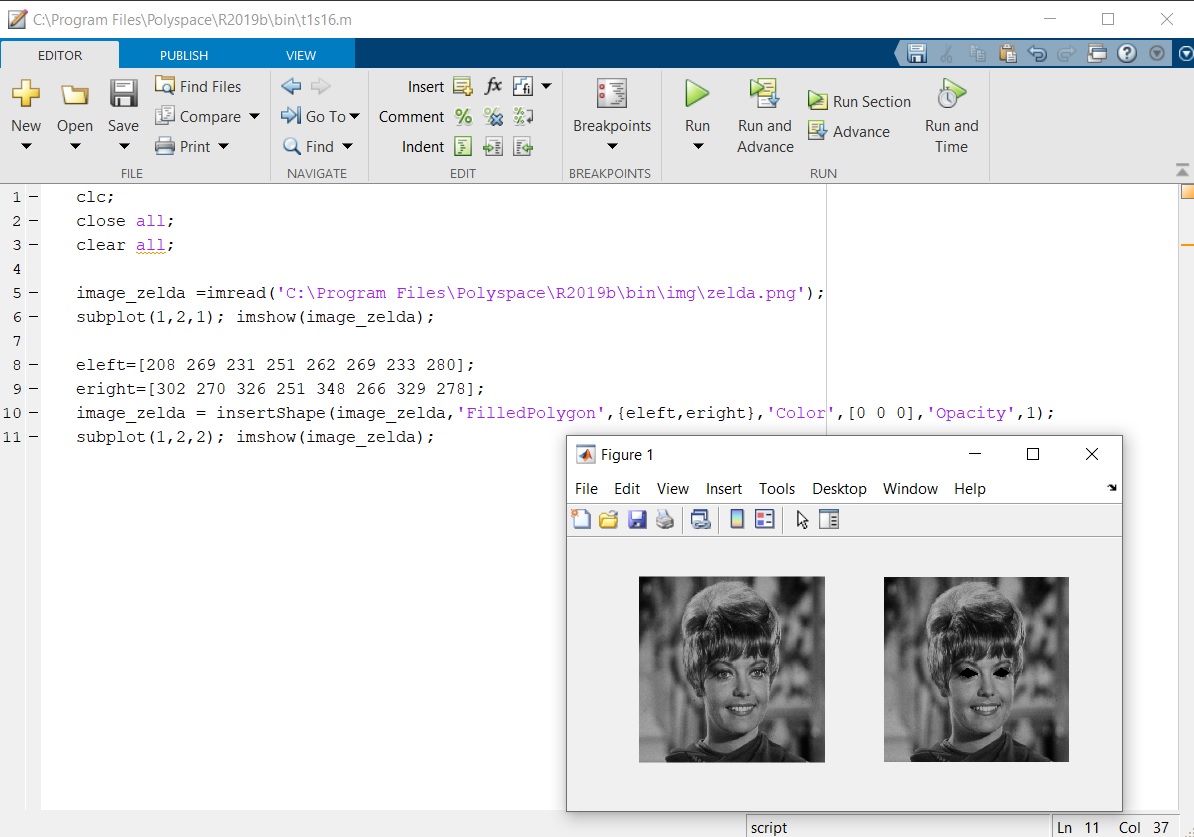 C:\Program Files\Polyspace\R2019b\bin\t1s16.m
EDITOR PUBLISH VIEW
New
Open
Save
Find Files
Compare
Print
FILE
Go To
Find
NAVIGATE
Insert fx
Comment % %
Indent
EDIT
Breakpoints
BREAKPOINTS
Run
Run and
Advance
Run Section
Advance
Run and
Time
RUN
1 clc;
2 close all;
3 clear all;
4
5 image_zelda =imread('C:\Program Files\Polyspace\R2019b\bin\img\zelda.png');
6 subplot(1,2,1); imshow(image_zelda);
7
8 eleft=[208 269 231 251 262 269 233 280];
9 eright=[302 270 326 251 348 266 329 278];
10 image_zelda = insertShape(image_zelda,'FilledPolygon',{eleft,eright},'Color',[0 0 0],'Opacity',1);
11 subplot(1,2,2); imshow(image_zelda);
Figure 1
File Edit View Insert Tools Desktop Window Help
script
Ln 11 Col 37